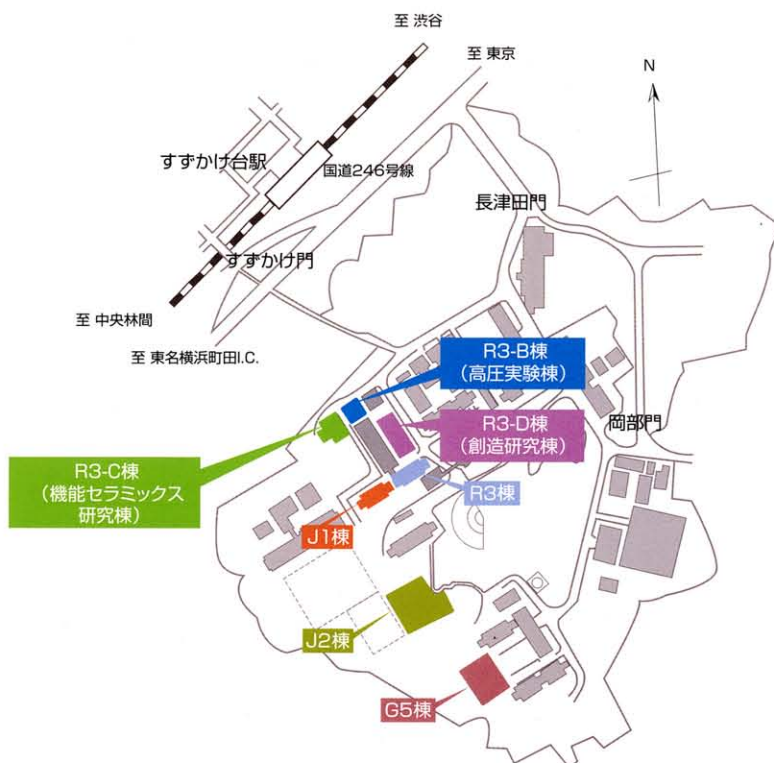 至 渋谷
至 東京
N
すずかけ台駅
国道246号線
長津田門
すずかけ門
至 中央林間
至 東名横浜町田I.C.
R3-B棟
（高圧実験棟）
R3-D棟
（創造研究棟）
岡部門
R3-C棟
（機能セラミックス
研究棟）
R3棟
J1棟
J2棟
G5棟